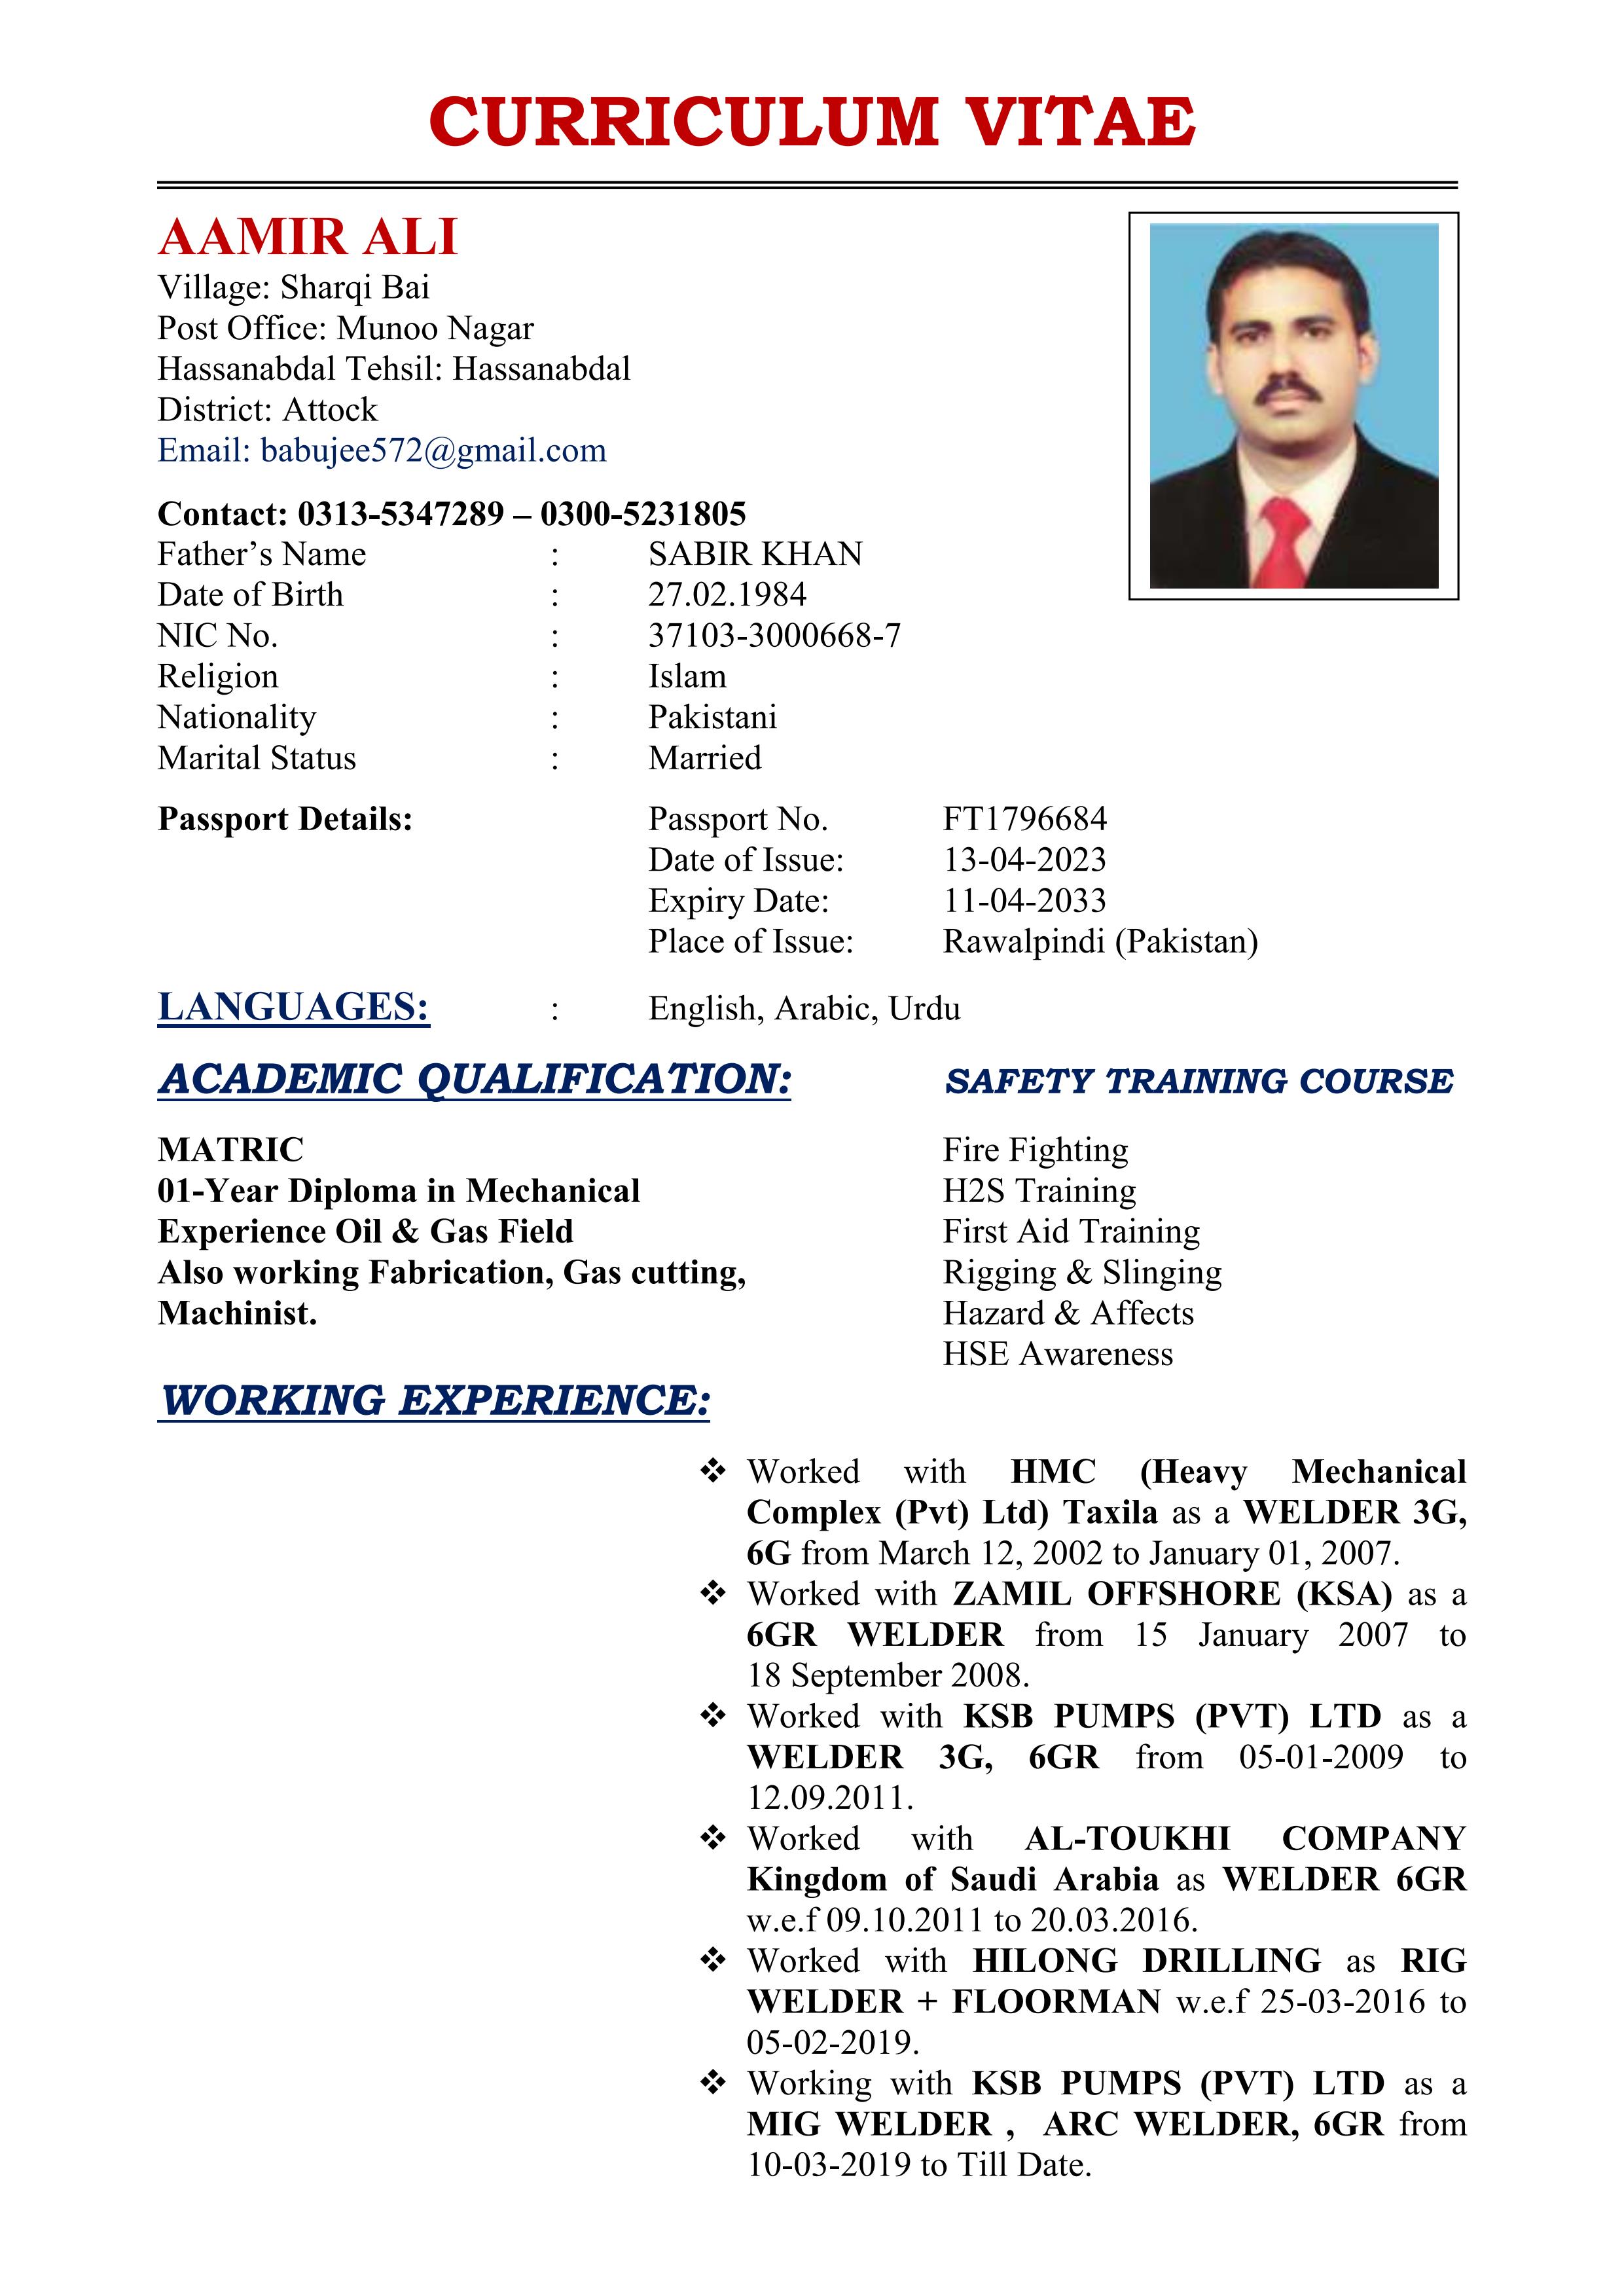 CURRICULUM VITAE
AAMIR ALI
Village: Sharqi Bai
Post Office: Munoo Nagar
Hassanabdal Tehsil: Hassanabdal
District: Attock
Email: babujee572@gmail.com
Contact: 0313-5347289 – 0300-5231805
Father’s Name : SABIR KHAN
Date of Birth : 27.02.1984
NIC No. : 37103-3000668-7
Religion : Islam
Nationality : Pakistani
Marital Status : Married
Passport Details: Passport No. FT1796684
Date of Issue: 13-04-2023
Expiry Date: 11-04-2033
Place of Issue: Rawalpindi (Pakistan)
LANGUAGES: : English, Arabic, Urdu
ACADEMIC QUALIFICATION:
MATRIC
01-Year Diploma in Mechanical
Experience Oil & Gas Field
Also working Fabrication, Gas cutting,
Machinist.
SAFETY TRAINING COURSE
Fire Fighting
H2S Training
First Aid Training
Rigging & Slinging
Hazard & Affects
HSE Awareness
WORKING EXPERIENCE:
❖ Worked with HMC (Heavy Mechanical
Complex (Pvt) Ltd) Taxila as a WELDER 3G,
6G from March 12, 2002 to January 01, 2007.
❖ Worked with ZAMIL OFFSHORE (KSA) as a
6GR WELDER from 15 January 2007 to
18 September 2008.
❖ Worked with KSB PUMPS (PVT) LTD as a
WELDER 3G, 6GR from 05-01-2009 to
12.09.2011.
❖ Worked with AL-TOUKHI COMPANY
Kingdom of Saudi Arabia as WELDER 6GR
w.e.f 09.10.2011 to 20.03.2016.
❖ Worked with HILONG DRILLING as RIG
WELDER + FLOORMAN w.e.f 25-03-2016 to
05-02-2019.
❖ Working with KSB PUMPS (PVT) LTD as a
MIG WELDER , ARC WELDER, 6GR from
10-03-2019 to Till Date.